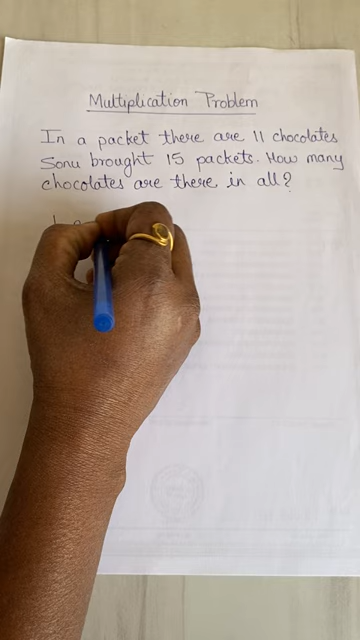 Multiplication Problem
In a packet there are 11 chocolates
Sonu brought 15 packets. How many
chocolates are there in all?